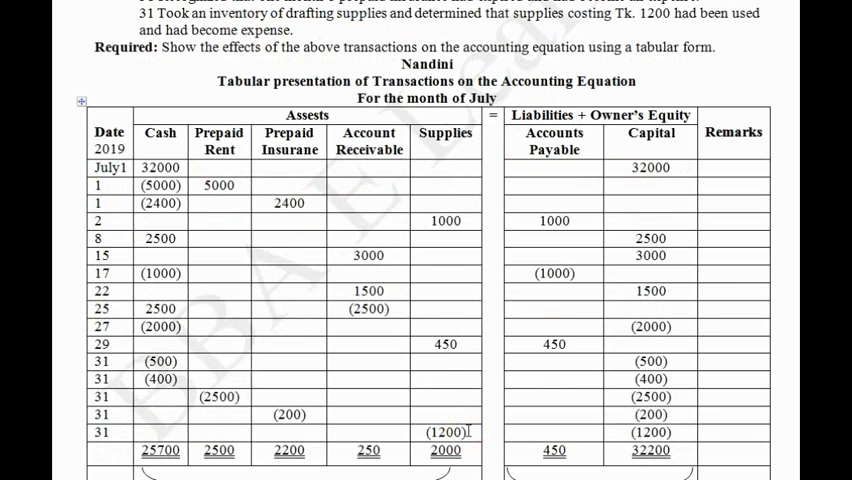 31 Took an inventory of drafting supplies and determined that supplies costing Tk. 1200 had been used
and had become expense.
Required: Show the effects of the above transactions on the accounting equation using a tabular form.
Nandini
Tabular presentation of Transactions on the Accounting Equation
For the month of July
Assests = Liabilities + Owner's Equity
Date 2019 Cash Prepaid Rent Prepaid Insurane Account Receivable Supplies Accounts Payable Capital Remarks
July1 32000 32000
1 (5000) 5000
1 (2400) 2400
2 1000 1000
8 2500 2500
15 3000 3000
17 (1000) (1000)
22 1500 1500
25 2500 (2500)
27 (2000) (2000)
29 450 450
31 (500) (500)
31 (400) (400)
31 (2500) (2500)
31 (200) (200)
31 (1200) (1200)
25700 2500 2200 250 2000 450 32200